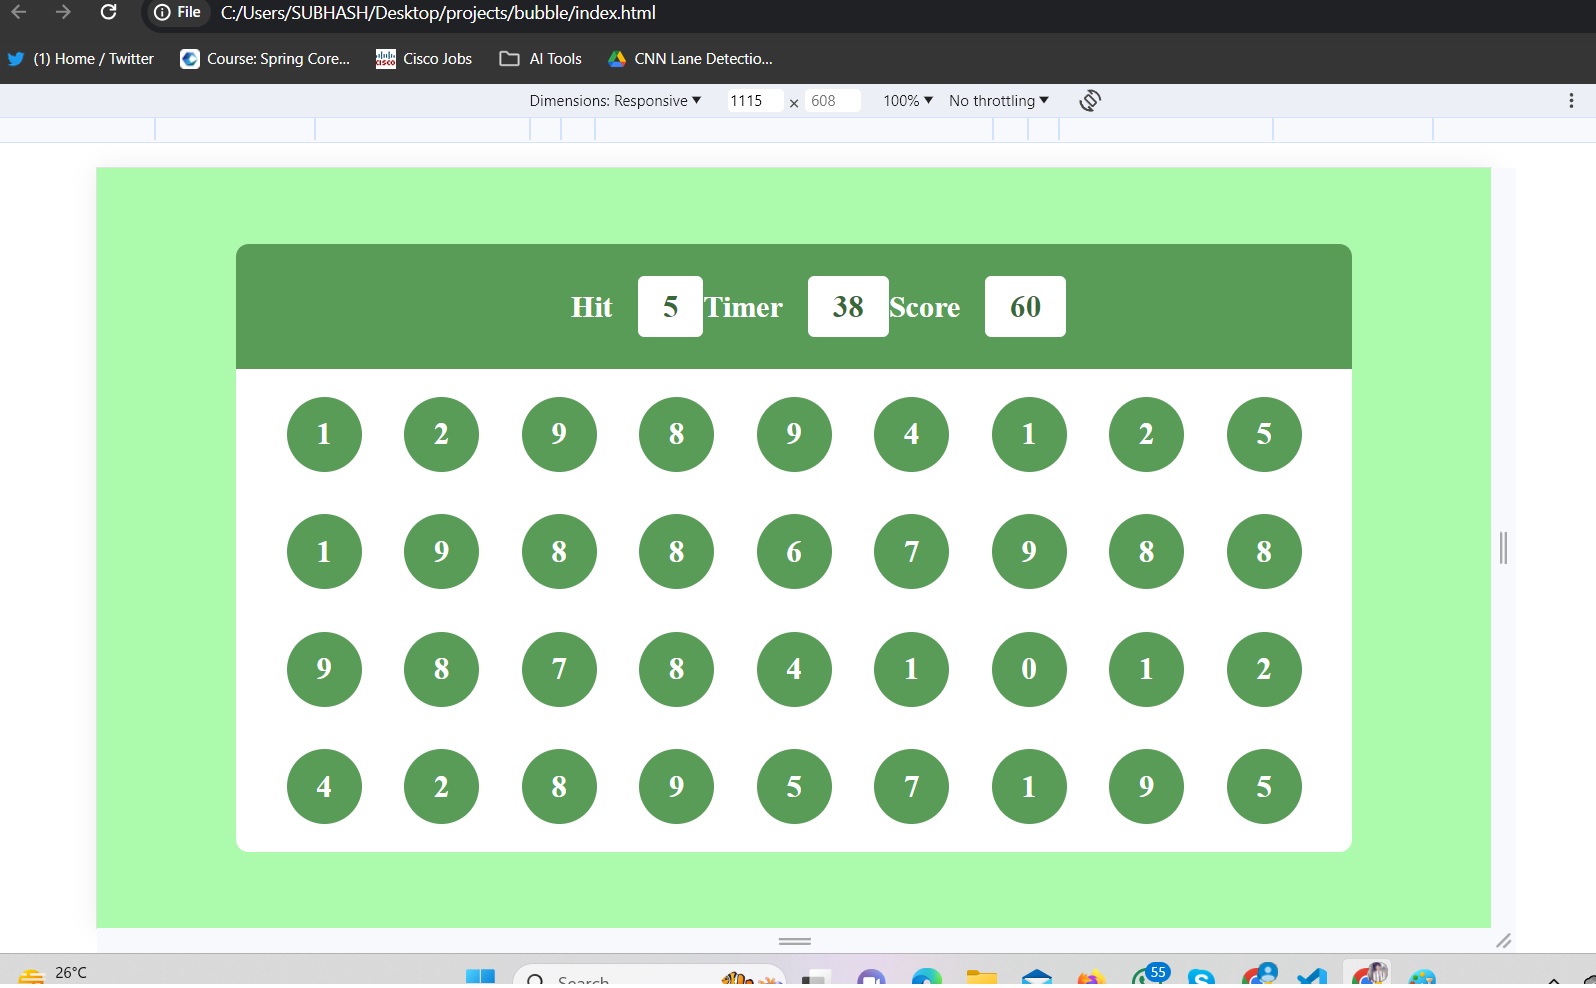 File C:/Users/SUBHASH/Desktop/projects/bubble/index.html
(1) Home / Twitter Course: Spring Core... cisco Cisco Jobs AI Tools CNN Lane Detectio...
Dimensions: Responsive 1115 × 608 100% No throttling
Hit 5 Timer 38 Score 60
1 2 9 8 9 4 1 2 5
1 9 8 8 6 7 9 8 8
9 8 7 8 4 1 0 1 2
4 2 8 9 5 7 1 9 5
26°C Search 55